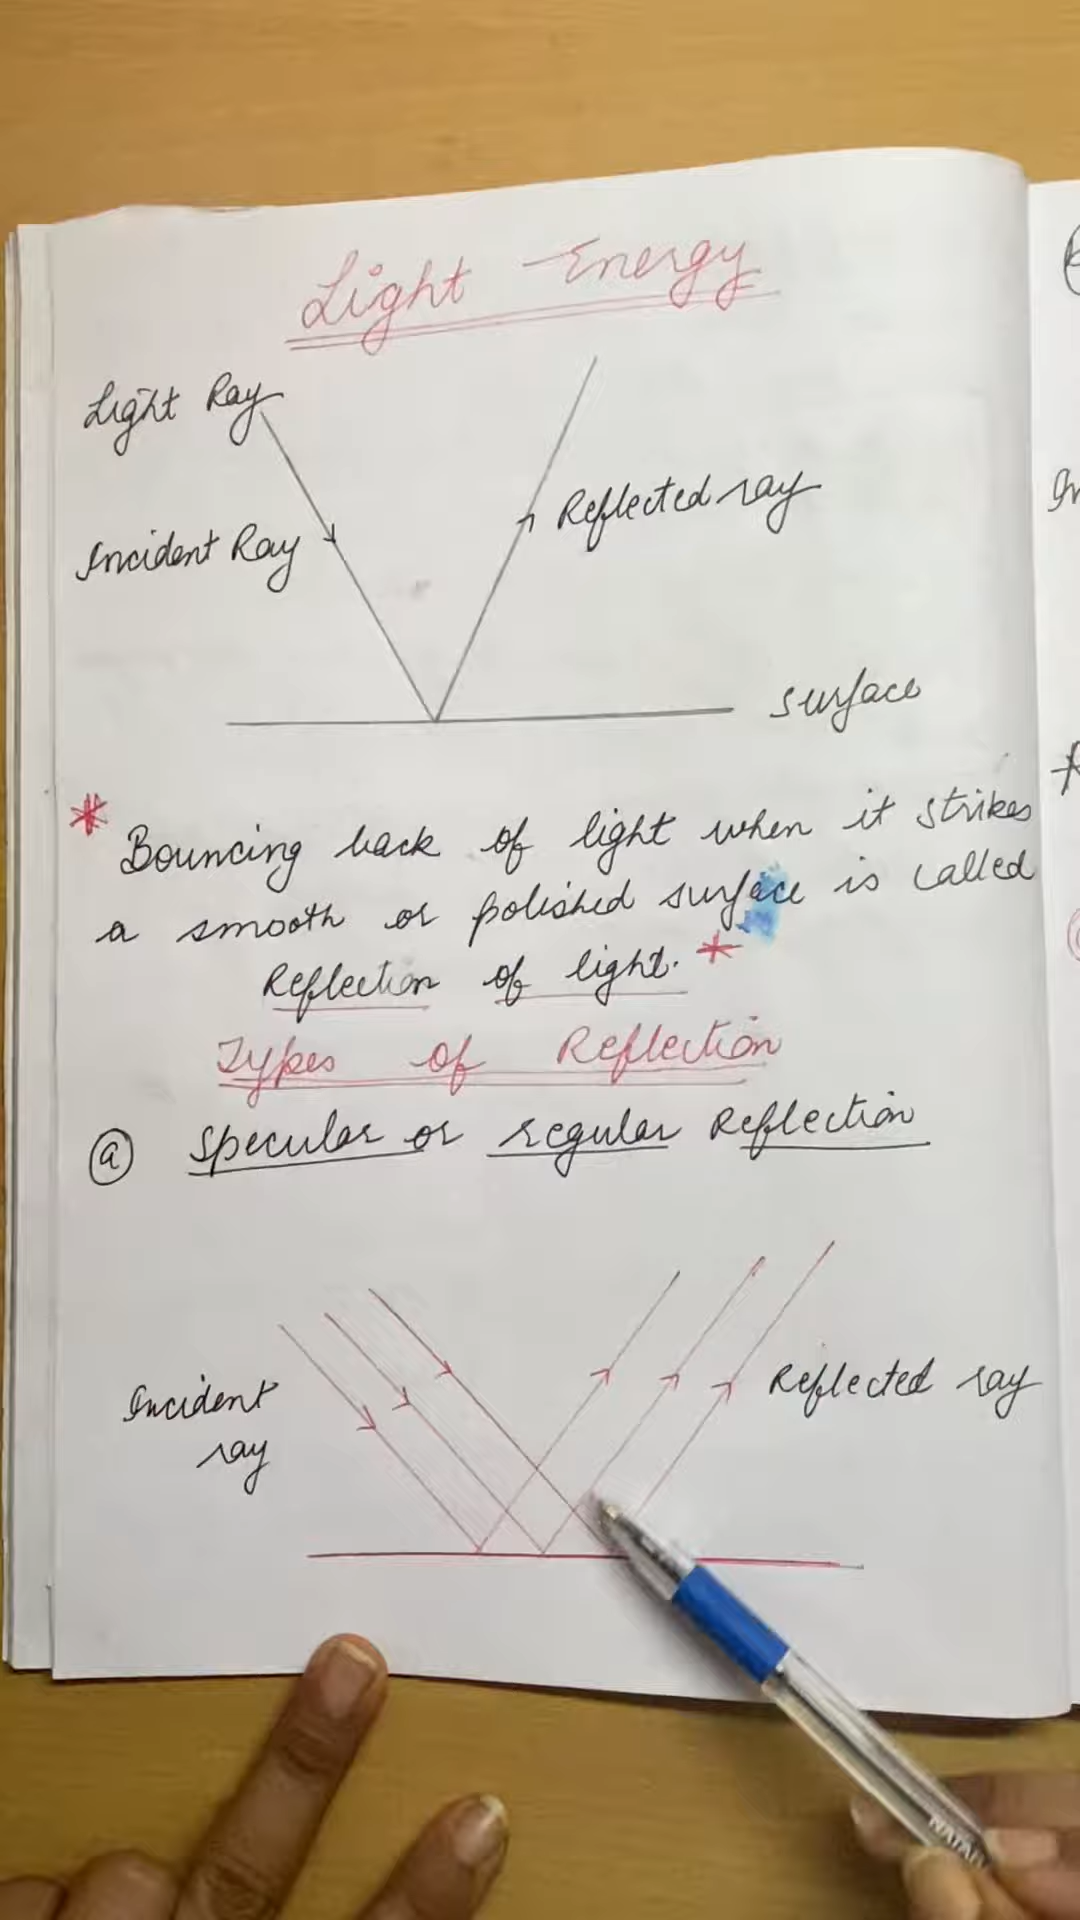 Light Energy
Light Ray
Incident Ray
Reflected ray
surface
* Bouncing back of light when it strikes
a smooth or polished surface is called
Reflection of light. *
Types of Reflection
(a) Specular or regular Reflection
Incident
ray
Reflected ray